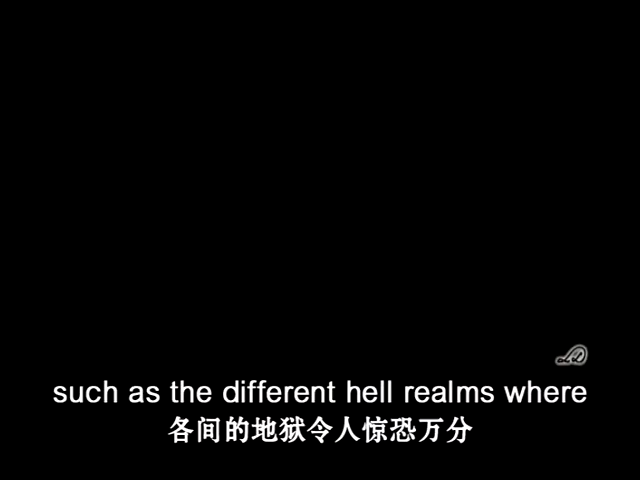 such as the different hell realms where
各间的地狱令人惊恐万分